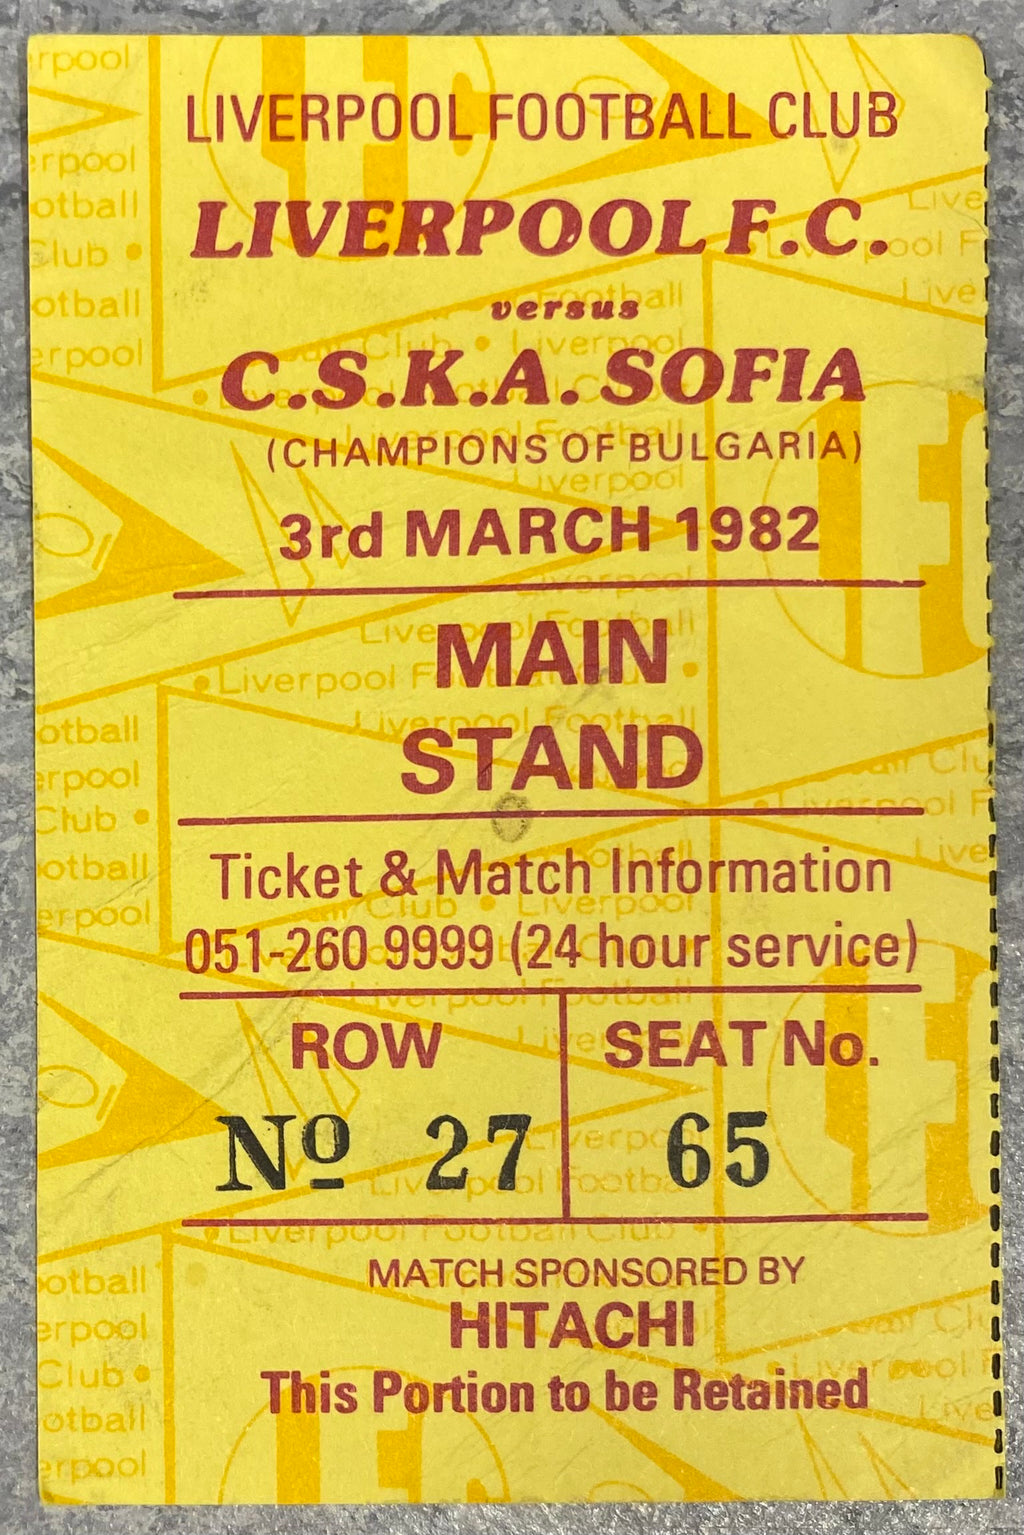 LIVERPOOL FOOTBALL CLUB
LIVERPOOL F.C.
versus
C.S.K.A. SOFIA
(CHAMPIONS OF BULGARIA)
3rd MARCH 1982
MAIN
STAND
Ticket & Match Information
051-260 9999 (24 hour service)
ROW SEAT No.
Nº 27 65
MATCH SPONSORED BY
HITACHI
This Portion to be Retained